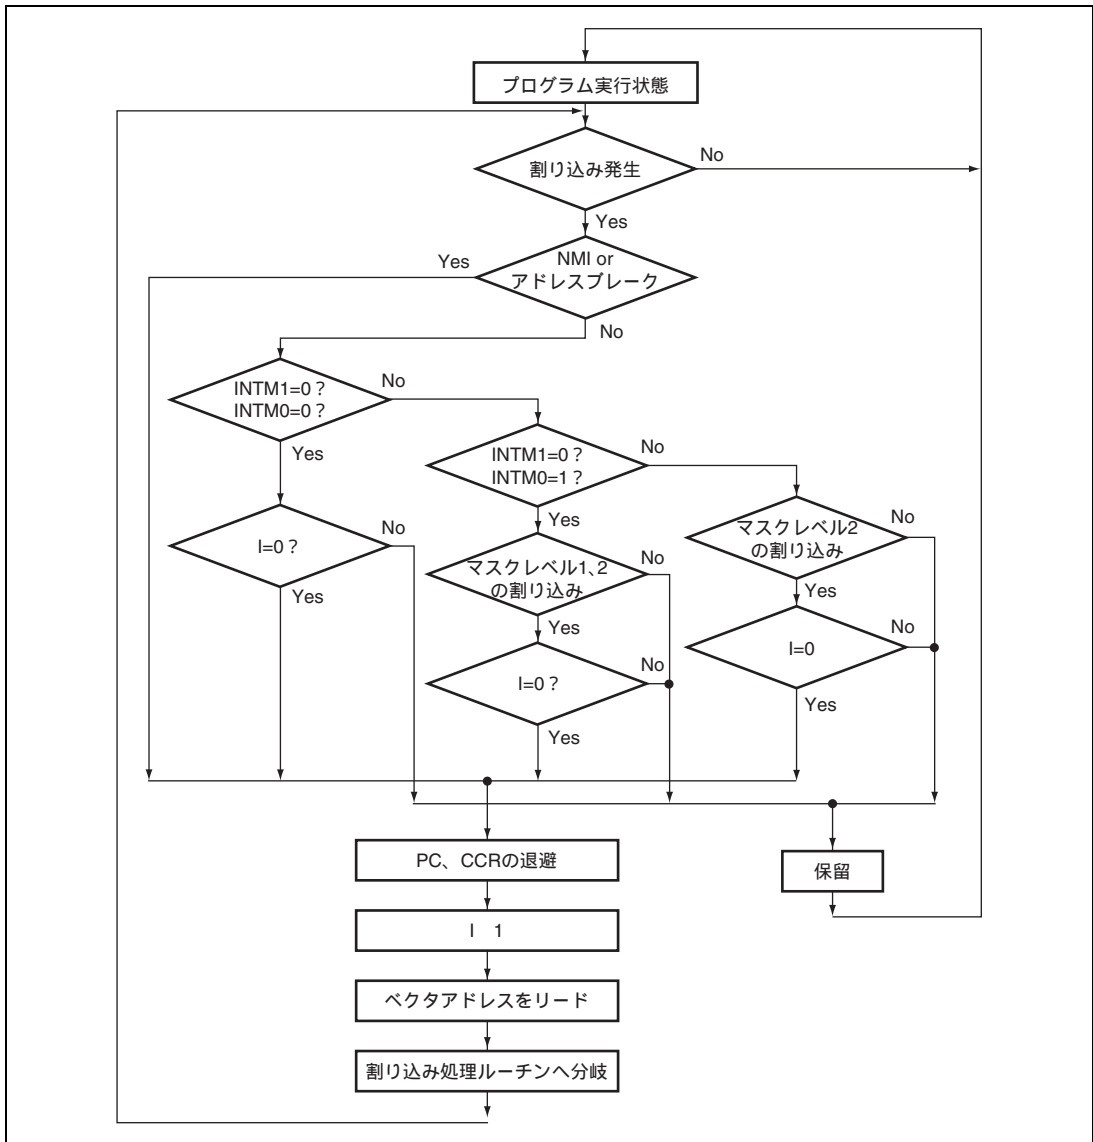 プログラム実行状態
割り込み発生
No
Yes
NMI or
アドレスブレーク
Yes
No
INTM1=0？
INTM0=0？
No
Yes
INTM1=0？
INTM0=1？
No
Yes
I=0？
No
Yes
マスクレベル1、2
の割り込み
No
Yes
マスクレベル2
の割り込み
No
Yes
I=0？
No
Yes
I=0
No
Yes
PC、CCRの退避
保留
I 1
ベクタアドレスをリード
割り込み処理ルーチンへ分岐